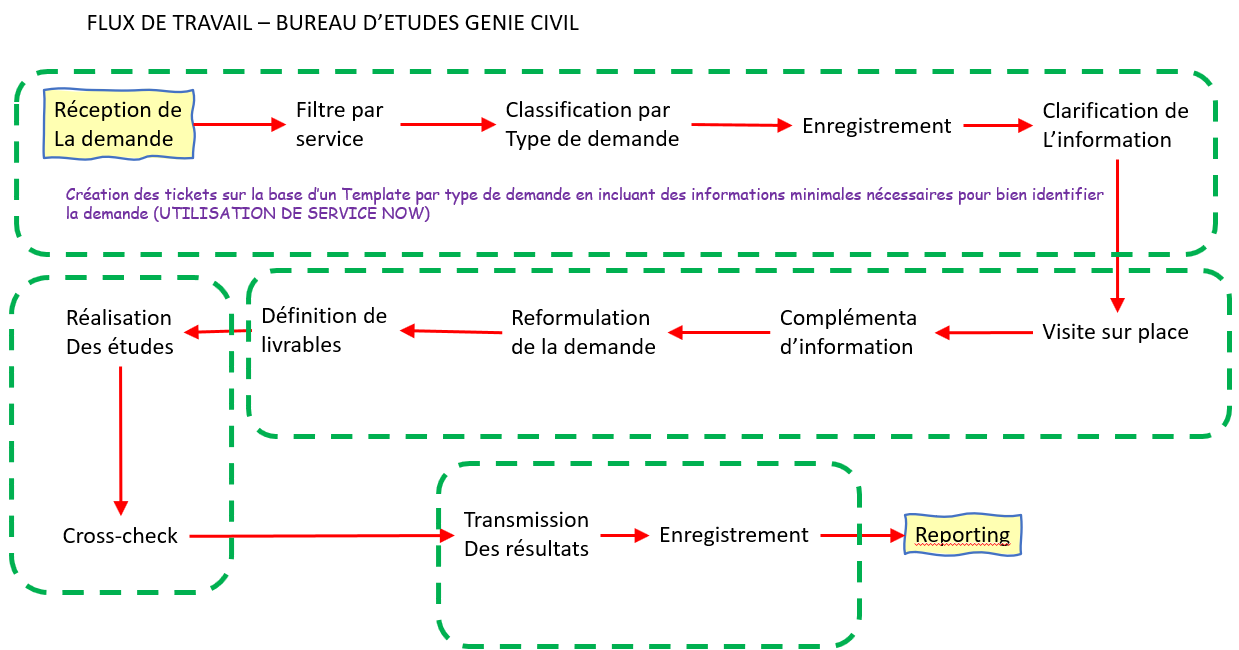 FLUX DE TRAVAIL – BUREAU D’ETUDES GENIE CIVIL
Réception de
La demande
Filtre par
service
Classification par
Type de demande
Enregistrement
Clarification de
L’information
Création des tickets sur la base d’un Template par type de demande en incluant des informations minimales nécessaires pour bien identifier
la demande (UTILISATION DE SERVICE NOW)
Visite sur place
Complémenta
d’information
Reformulation
de la demande
Définition de
livrables
Réalisation
Des études
Cross-check
Transmission
Des résultats
Enregistrement
Reporting